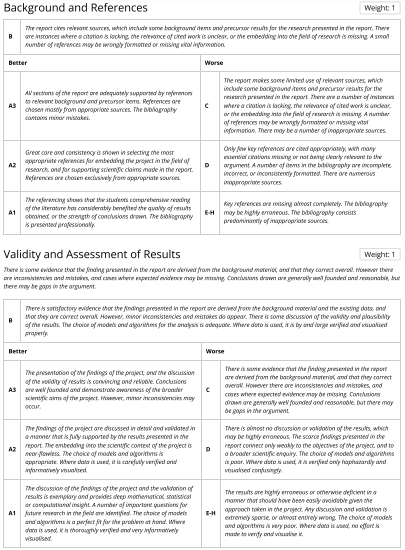 Background and References
Weight: 1
B
The report cites relevant sources, which include some background items and precursor results for the research presented in the report. There
are instances where a citation is lacking, the relevance of cited work is unclear, or the embedding into the field of research is missing. A small
number of references may be wrongly formatted or missing vital information.
Better
Worse
A3
All sections of the report are adequately supported by references
to relevant background and precursor items. References are
chosen mostly from appropriate sources. The bibliography
contains minor mistakes.
C
The report makes some limited use of relevant sources, which
include some background items and precursor results for the
research presented in the report. There are a number of instances
where a citation is lacking, the relevance of cited work is unclear,
or the embedding into the field of research is missing. A number
of references may be wrongly formatted or missing vital
information. There may be a number of inappropriate sources.
A2
Great care and consistency is shown in selecting the most
appropriate references for embedding the project in the field of
research, and for supporting scientific claims made in the report.
References are chosen exclusively from appropriate sources.
D
Only few key references are cited appropriately, with many
essential citations missing or not being clearly relevant to the
argument. A number of items in the bibliography are incomplete,
incorrect, or inconsistently formatted. There are numerous
inappropriate sources.
A1
The referencing shows that the students comprehensive reading
of the literature has considerably benefited the quality of results
obtained, or the strength of conclusions drawn. The bibliography
is presented professionally.
E-H
Key references are missing almost completely. The bibliography
may be highly erroneous. The bibliography consists
predominantly of inappropriate sources.
Validity and Assessment of Results
Weight: 1
There is some evidence that the finding presented in the report are derived from the background material, and that they correct overall. However there
are inconsistencies and mistakes, and cases where expected evidence may be missing. Conclusions drawn are generally well founded and reasonable, but
there may be gaps in the argument.
B
There is satisfactory evidence that the findings presented in the report are derived from the background material and the existing data, and
that they are correct overall. However, minor inconsistencies and mistakes do appear. There is some discussion of the validity and plausibility
of the results. The choice of models and algorithms for the analysis is adequate. Where data is used, it is by and large verified and visualised
properly.
Better
Worse
A3
The presentation of the findings of the project, and the discussion
of the validity of results is convincing and reliable. Conclusions
are well founded and demonstrate awareness of the broader
scientific aims of the project. However, minor inconsistencies may
occur.
C
There is some evidence that the finding presented in the report
are derived from the background material, and that they correct
overall. However there are inconsistencies and mistakes, and
cases where expected evidence may be missing. Conclusions
drawn are generally well founded and reasonable, but there may
be gaps in the argument.
A2
The findings of the project are discussed in detail and validated in
a manner that is fully supported by the results presented in the
report. The embedding into the scientific context of the project is
near-flawless. The choice of models and algorithms is
appropriate. Where data is used, it is carefully verified and
informatively visualised.
D
There is almost no discussion or validation of the results, which
may be highly erroneous. The scarce findings presented in the
report connect only weakly to the objectives of the project, and to
a broader scientific enquiry. The choice of models and algorithms
is poor. Where data is used, it is verified only haphazardly and
visualised confusingly.
A1
The discussion of the findings of the project and the validation of
results is exemplary and provides deep mathematical, statistical
or computational insight. A number of important questions for
future research in the field are identified. The choice of models
and algorithms is a perfect fit for the problem at hand. Where
data is used, it is thoroughly verified and very informatively
visualised.
E-H
The results are highly erroneous or otherwise deficient in a
manner that should have been easily avoidable given the
approach taken in the project. Any discussion and validation is
extremely sparse, or almost entirely wrong. The choice of models
and algorithms is very poor. Where data is used, no effort is
made to verify and visualise it.